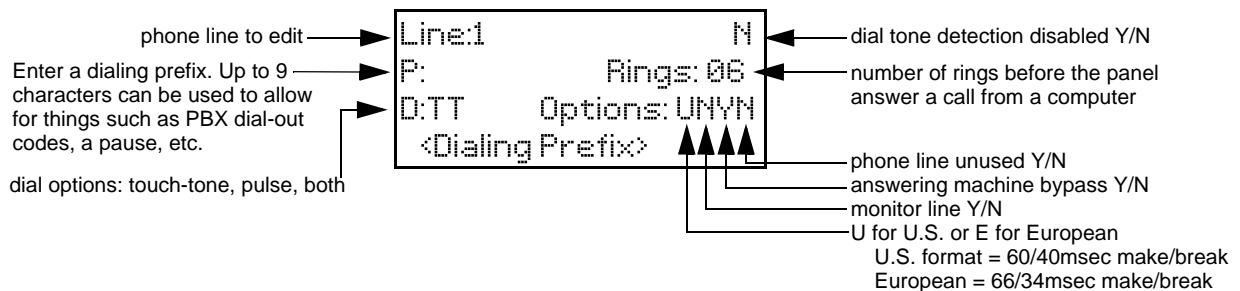 phone line to edit
Enter a dialing prefix. Up to 9
characters can be used to allow
for things such as PBX dial-out
codes, a pause, etc.
dial options: touch-tone, pulse, both
Line:1 N
P: Rings: 06
D:TT Options: UNYN
<Dialing Prefix>
dial tone detection disabled Y/N
number of rings before the panel
answer a call from a computer
phone line unused Y/N
answering machine bypass Y/N
monitor line Y/N
U for U.S. or E for European
U.S. format = 60/40msec make/break
European = 66/34msec make/break